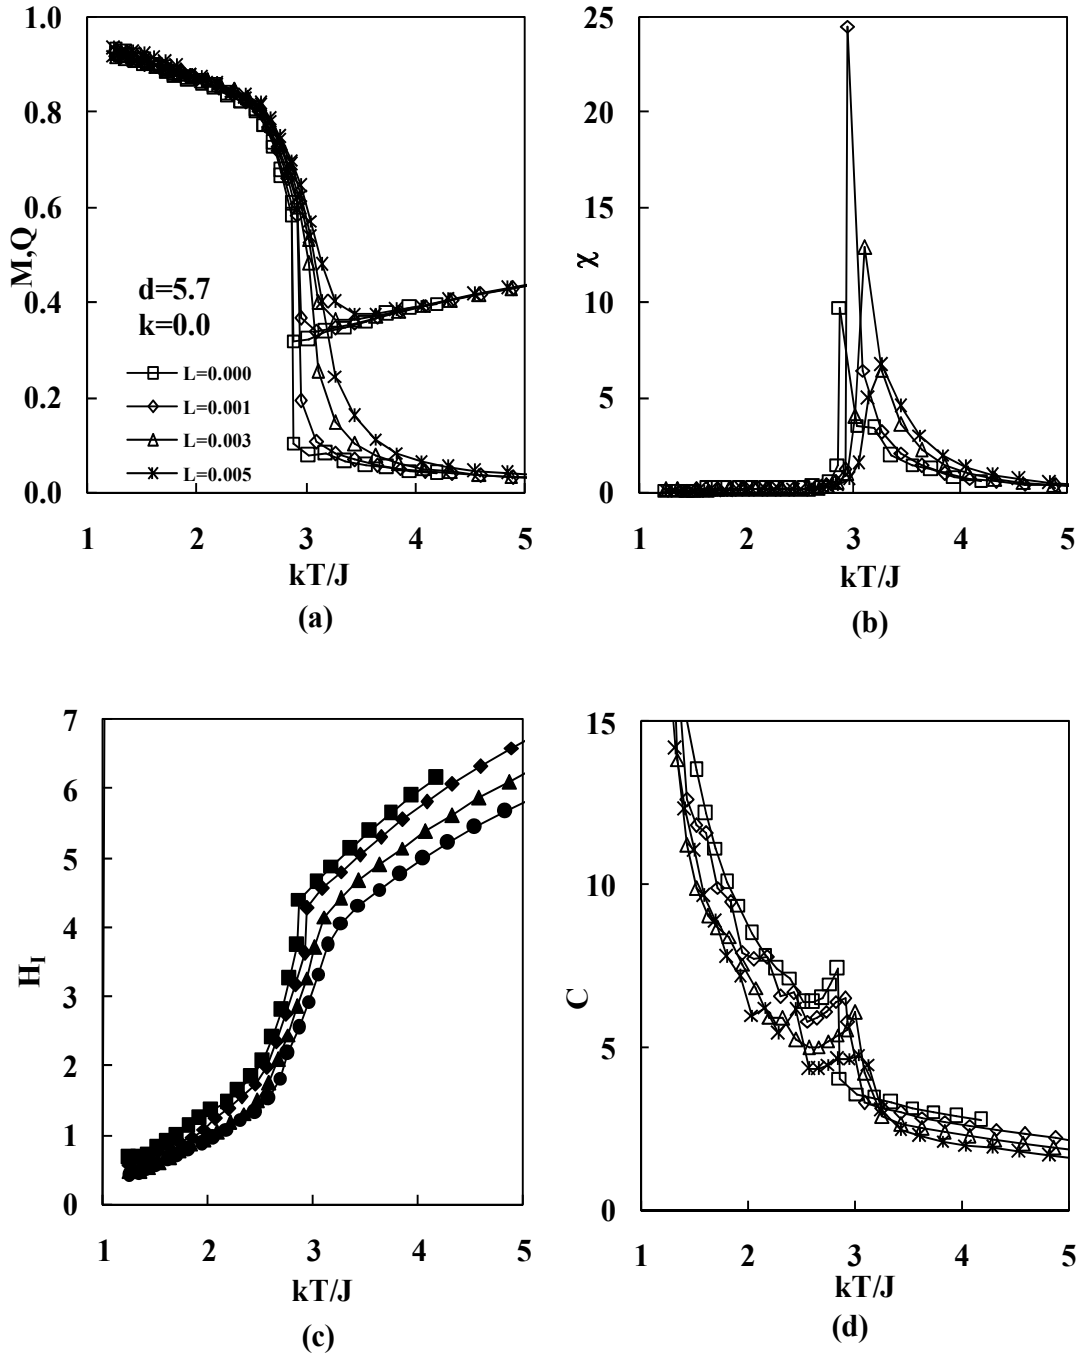 1.0
0.8
0.6
0.4
0.2
0.0
M,Q
d=5.7
k=0.0
L=0.000
L=0.001
L=0.003
L=0.005
1 2 3 4 5
kT/J
(a)
25
20
15
10
5
0
χ
1 2 3 4 5
kT/J
(b)
7
6
5
4
3
2
1
0
H_I
1 2 3 4 5
kT/J
(c)
15
10
5
0
C
1 2 3 4 5
kT/J
(d)